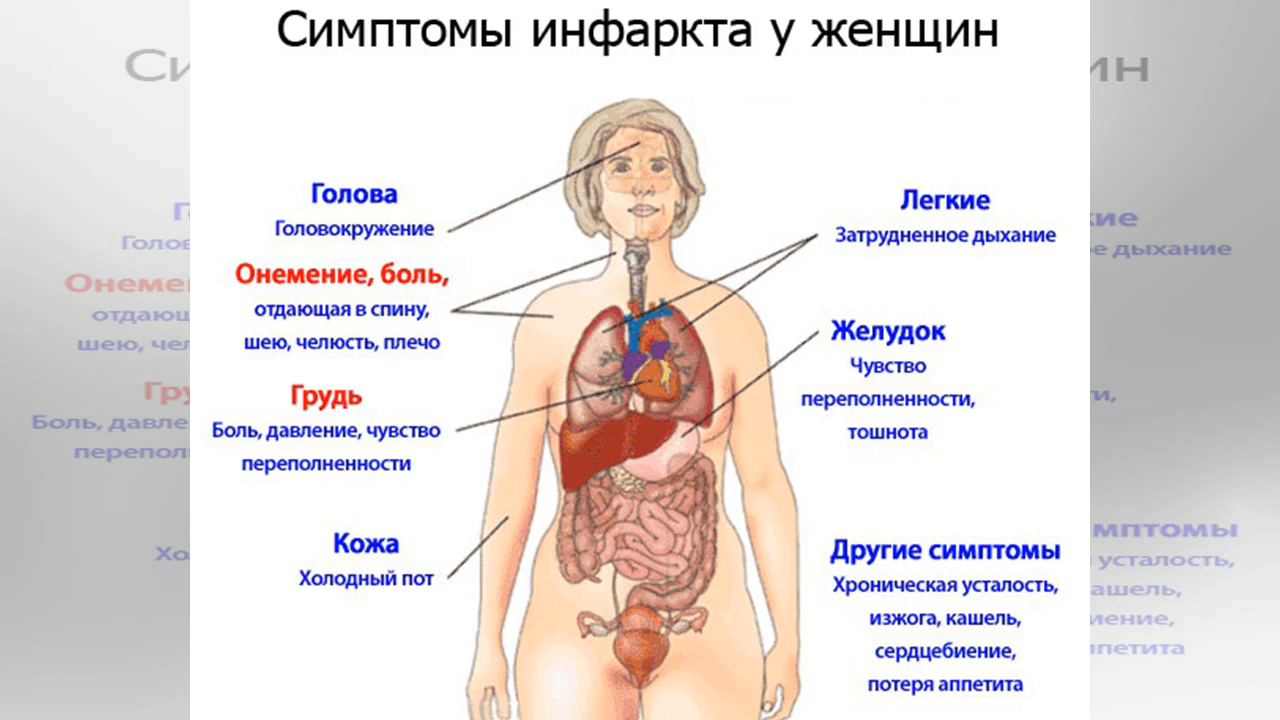 Симптомы инфаркта у женщин
Голова
Головокружение
Онемение, боль,
отдающая в спину,
шею, челюсть, плечо
Грудь
Боль, давление, чувство
переполненности
Кожа
Холодный пот
Легкие
Затрудненное дыхание
Желудок
Чувство
переполненности,
тошнота
Другие симптомы
Хроническая усталость,
изжога, кашель,
сердцебиение,
потеря аппетита